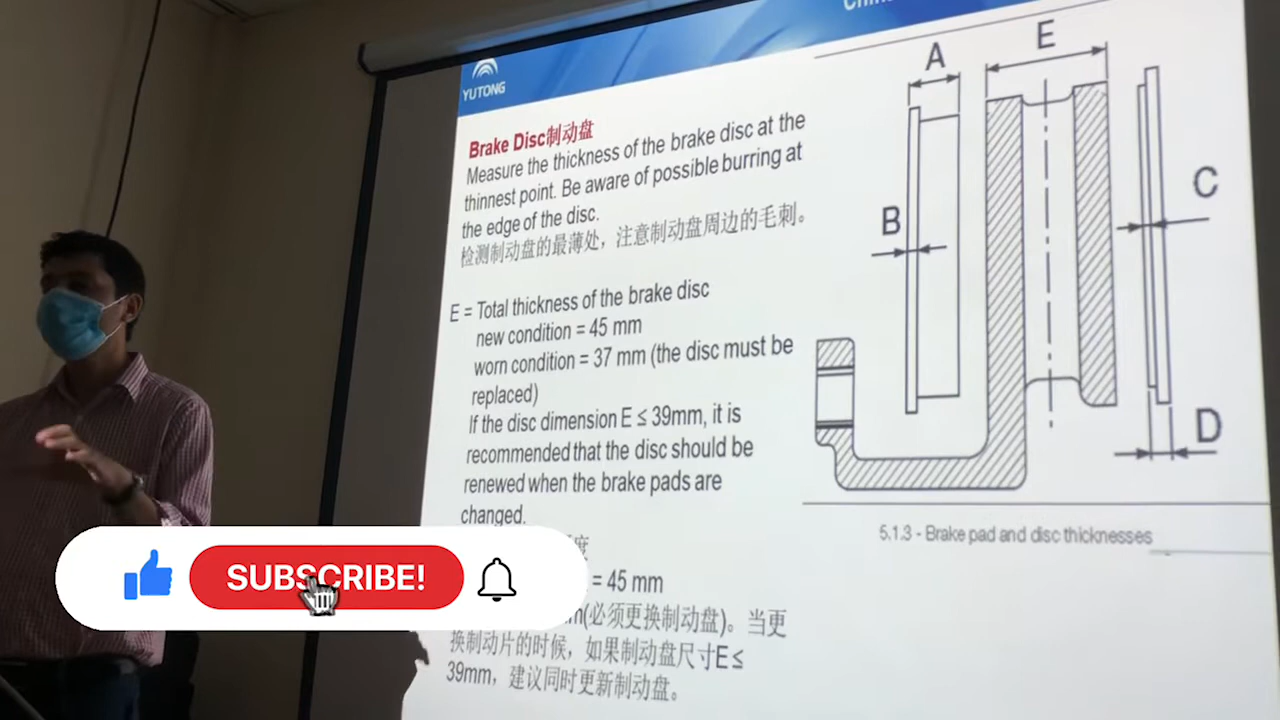 YUTONG
Brake Disc制动盘
Measure the thickness of the brake disc at the
thinnest point. Be aware of possible burring at
the edge of the disc.
检测制动盘的最薄处，注意制动盘周边的毛刺。
E = Total thickness of the brake disc
new condition = 45 mm
worn condition = 37 mm (the disc must be
replaced)
If the disc dimension E ≤ 39mm, it is
recommended that the disc should be
renewed when the brake pads are
changed.
= 45 mm
(必须更换制动盘)。当更
换制动片的时候，如果制动盘尺寸E ≤
39mm，建议同时更新制动盘。
A
E
B
C
D
5.1.3 - Brake pad and disc thicknesses
SUBSCRIBE!